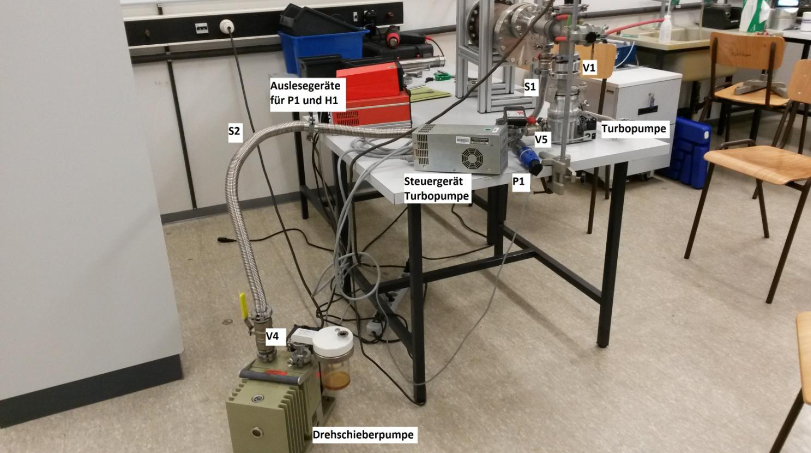 V1
Auslesegeräte
für P1 und H1
S1
S2
V5
Turbopumpe
Steuergerät
Turbopumpe
P1
V4
Drehschieberpumpe